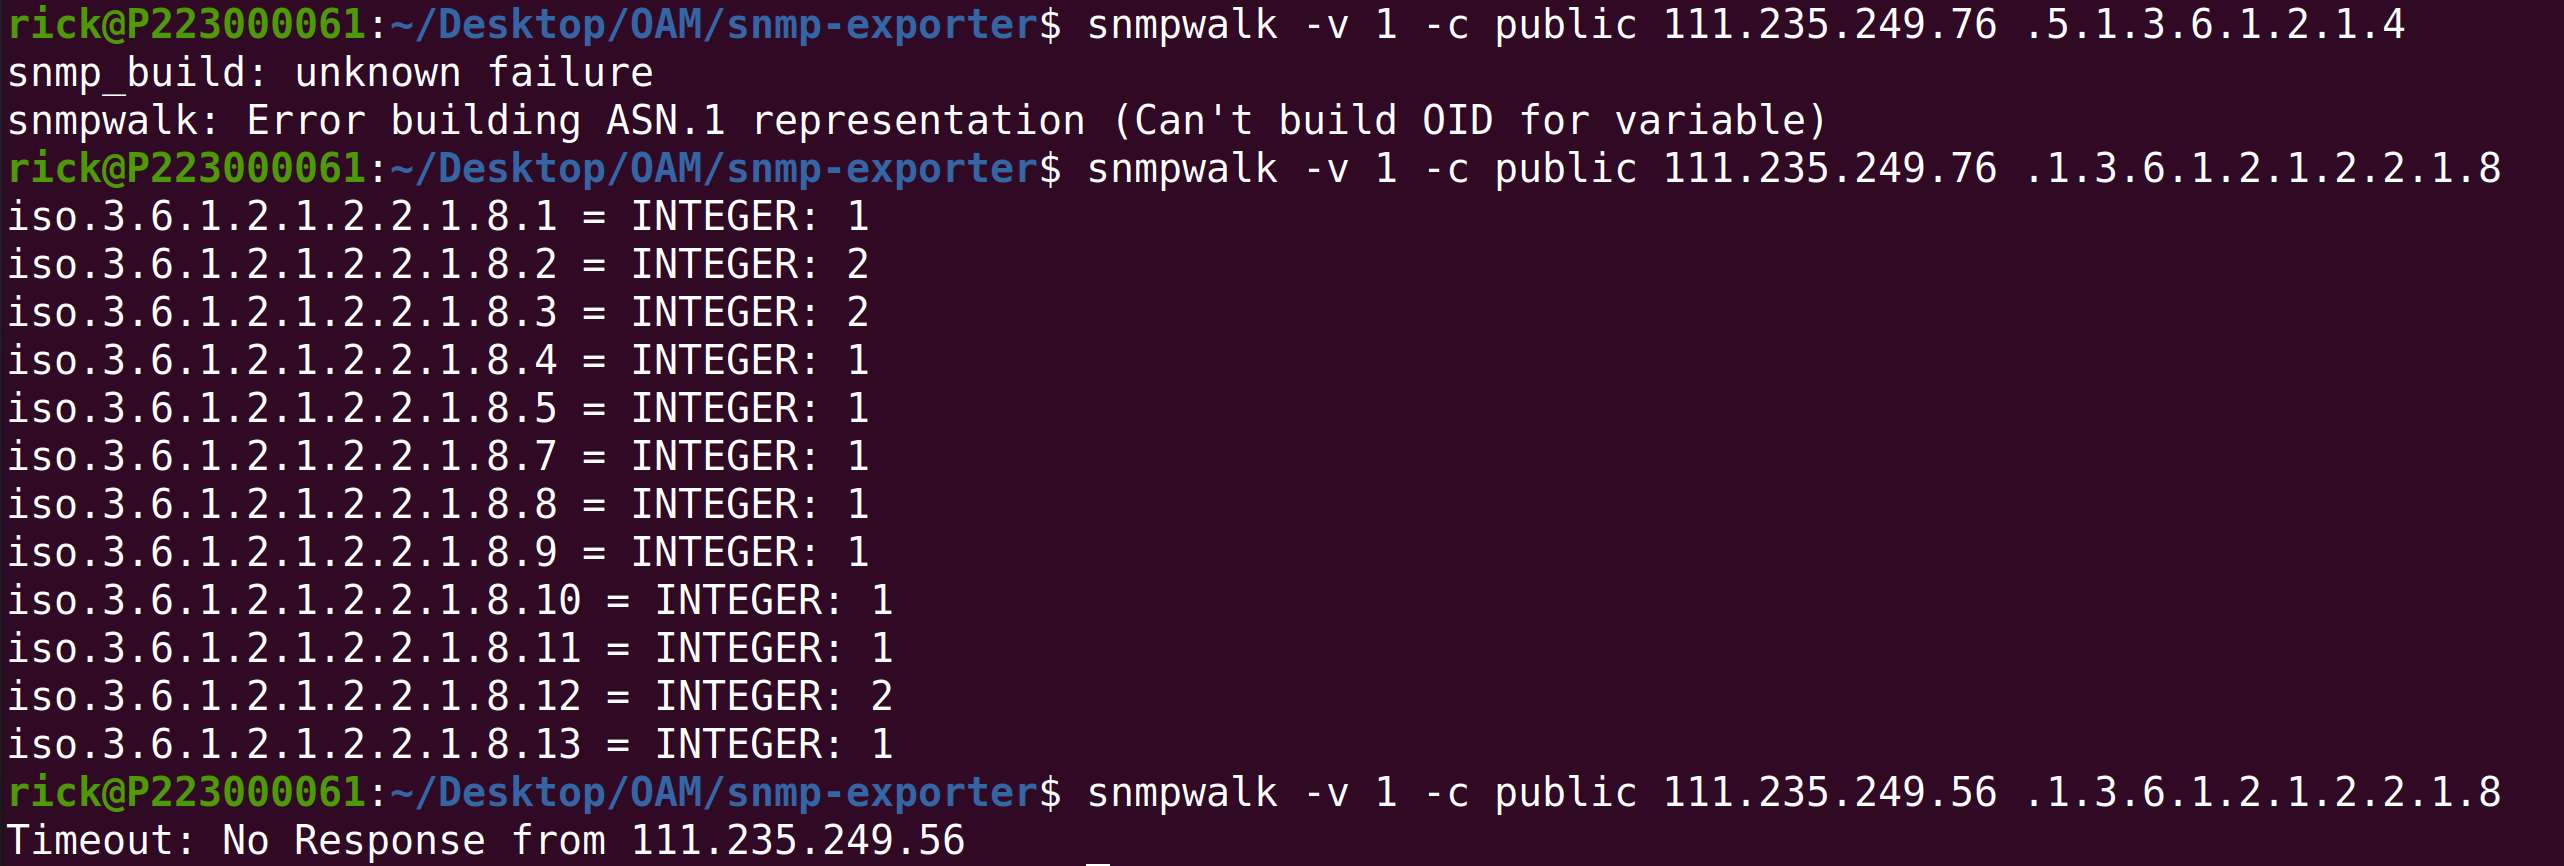 rick@P223000061:~/Desktop/OAM/snmp-exporter$ snmpwalk -v 1 -c public 111.235.249.76 .5.1.3.6.1.2.1.4
snmp_build: unknown failure
snmpwalk: Error building ASN.1 representation (Can't build OID for variable)
rick@P223000061:~/Desktop/OAM/snmp-exporter$ snmpwalk -v 1 -c public 111.235.249.76 .1.3.6.1.2.1.2.2.1.8
iso.3.6.1.2.1.2.2.1.8.1 = INTEGER: 1
iso.3.6.1.2.1.2.2.1.8.2 = INTEGER: 2
iso.3.6.1.2.1.2.2.1.8.3 = INTEGER: 2
iso.3.6.1.2.1.2.2.1.8.4 = INTEGER: 1
iso.3.6.1.2.1.2.2.1.8.5 = INTEGER: 1
iso.3.6.1.2.1.2.2.1.8.7 = INTEGER: 1
iso.3.6.1.2.1.2.2.1.8.8 = INTEGER: 1
iso.3.6.1.2.1.2.2.1.8.9 = INTEGER: 1
iso.3.6.1.2.1.2.2.1.8.10 = INTEGER: 1
iso.3.6.1.2.1.2.2.1.8.11 = INTEGER: 1
iso.3.6.1.2.1.2.2.1.8.12 = INTEGER: 2
iso.3.6.1.2.1.2.2.1.8.13 = INTEGER: 1
rick@P223000061:~/Desktop/OAM/snmp-exporter$ snmpwalk -v 1 -c public 111.235.249.56 .1.3.6.1.2.1.2.2.1.8
Timeout: No Response from 111.235.249.56